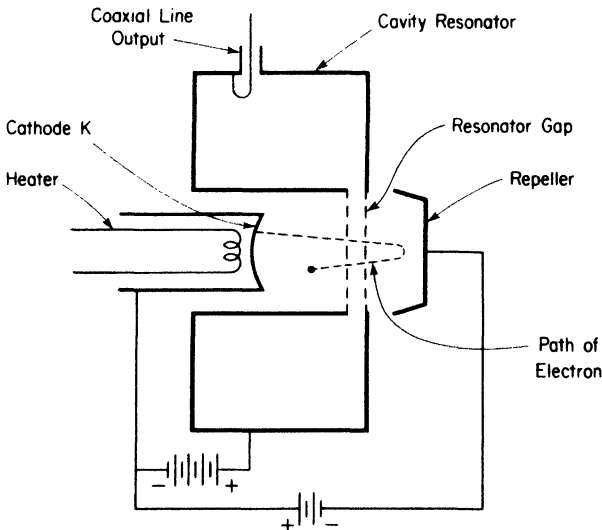 Coaxial Line
Output
Cavity Resonator
Cathode K
Resonator Gap
Heater
Repeller
Path of
Electron
− +
+ −